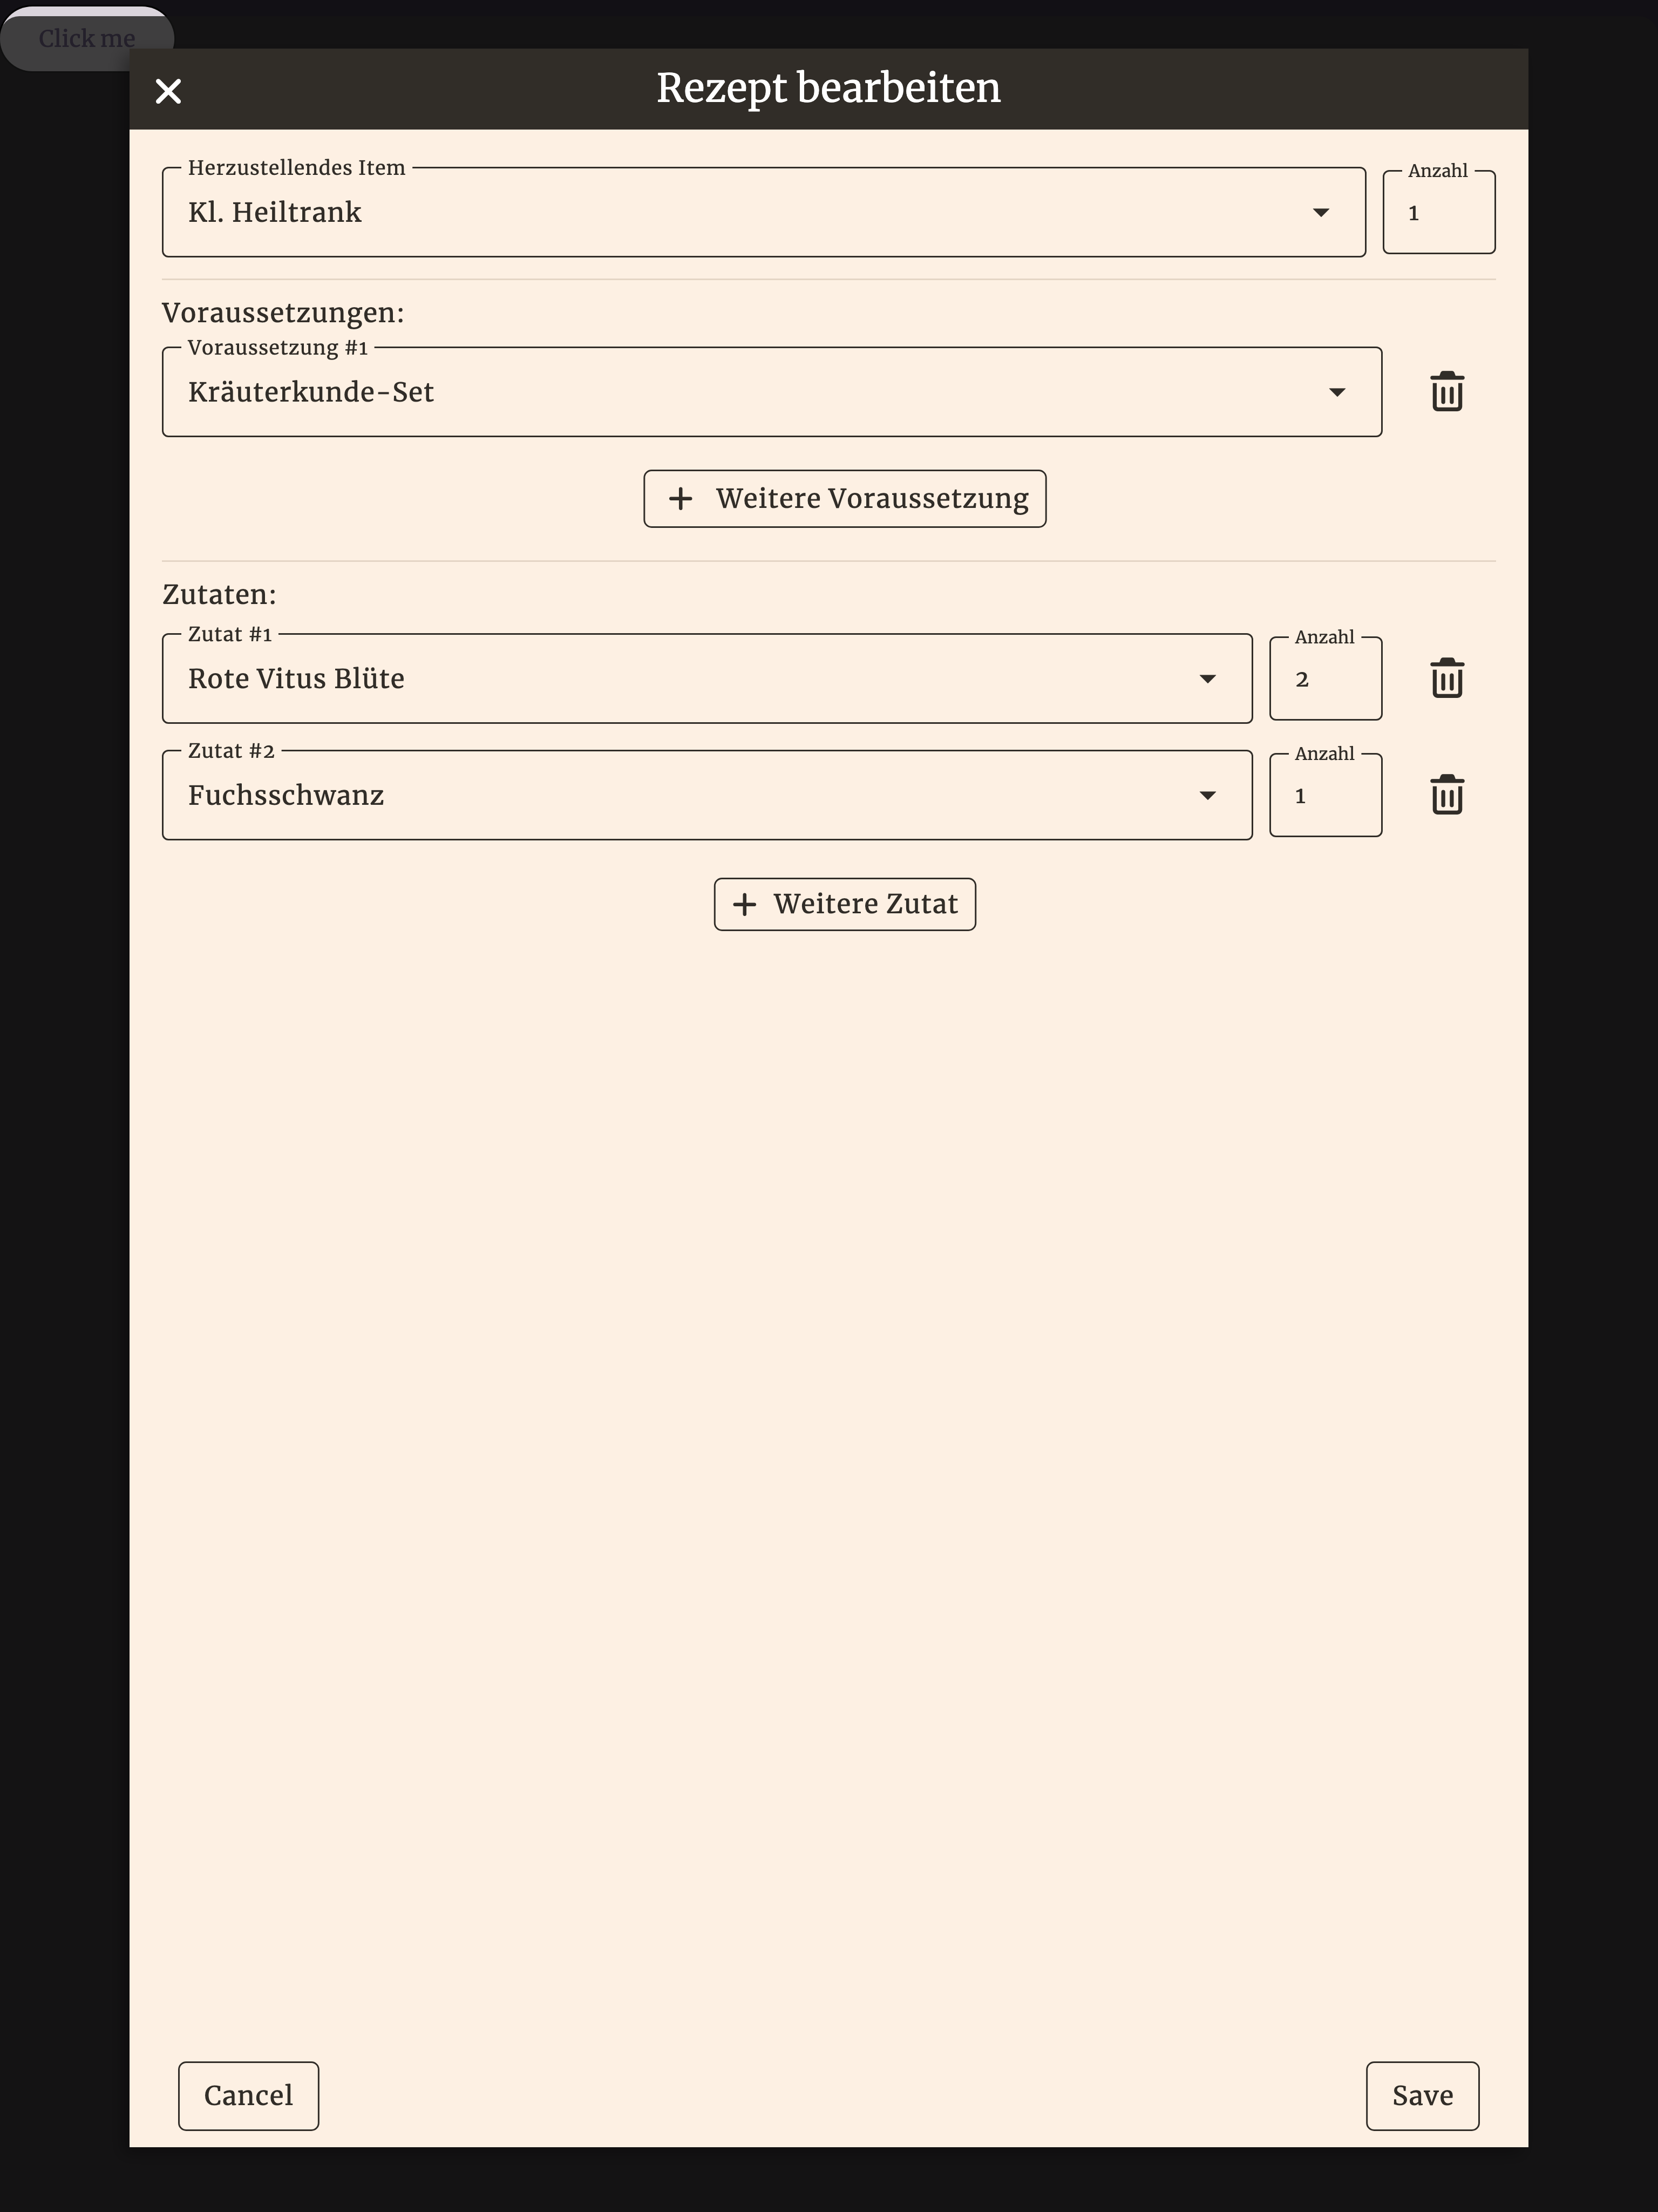 Click me
Rezept bearbeiten
Herzustellendes Item
Anzahl
Kl. Heiltrank
1
Voraussetzungen:
Voraussetzung #1
Kräuterkunde-Set
Weitere Voraussetzung
Zutaten:
Zutat #1
Anzahl
Rote Vitus Blüte
2
Zutat #2
Anzahl
Fuchsschwanz
1
Weitere Zutat
Cancel
Save